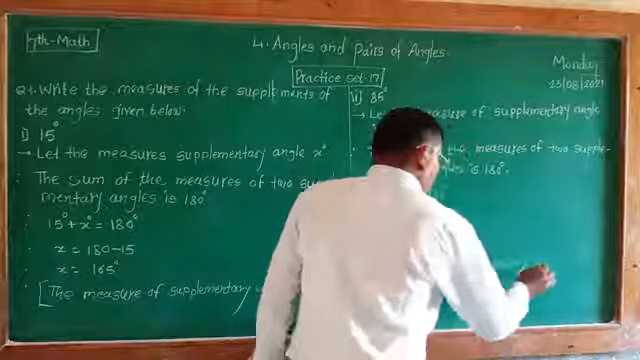 7th-Math
4. Angles and Pairs of Angles.
Monday
23/08/2021
Practice Set-17
Q1. Write the measures of the supplements of
the angles given below.
i) 15°
→ Let the measures supplementary angle x°
The sum of the measures of two
mentary angles is 180°
15° + x° = 180°
x = 180-15
x = 165°
[The measure of supplementary
ii) 85°
→ measure of supplementary angle
the measures of two supple-
is 180°.